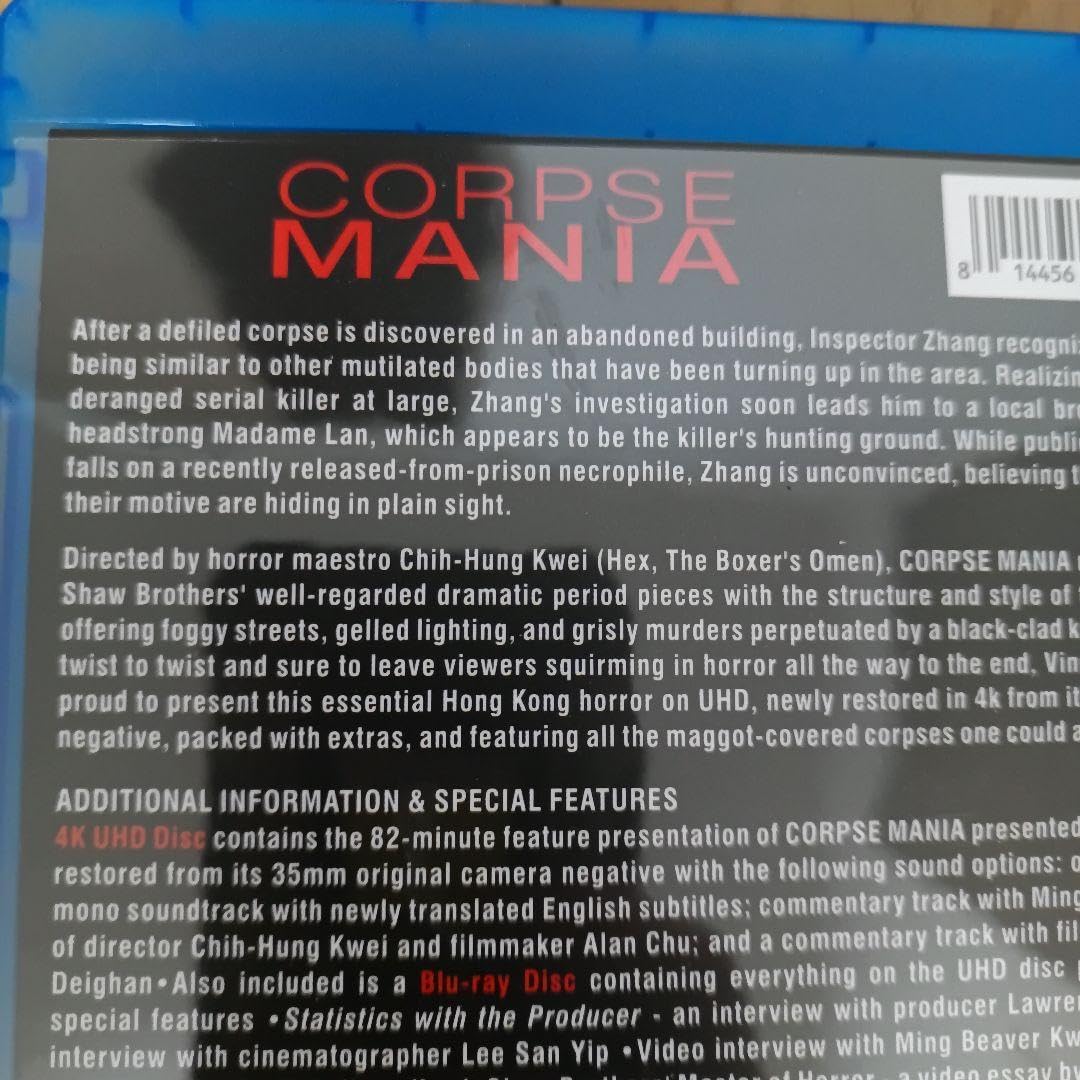 CORPSE
MANIA
8 14456
After a defiled corpse is discovered in an abandoned building, Inspector Zhang recogni
being similar to other mutilated bodies that have been turning up in the area. Realizin
deranged serial killer at large, Zhang's investigation soon leads him to a local br
headstrong Madame Lan, which appears to be the killer's hunting ground. While publi
falls on a recently released-from-prison necrophile, Zhang is unconvinced, believing t
their motive are hiding in plain sight.
Directed by horror maestro Chih-Hung Kwei (Hex, The Boxer's Omen), CORPSE MANIA
Shaw Brothers' well-regarded dramatic period pieces with the structure and style of
offering foggy streets, gelled lighting, and grisly murders perpetuated by a black-clad k
twist to twist and sure to leave viewers squirming in horror all the way to the end. Vin
proud to present this essential Hong Kong horror on UHD, newly restored in 4k from it
negative, packed with extras, and featuring all the maggot-covered corpses one could a
ADDITIONAL INFORMATION & SPECIAL FEATURES
4K UHD Disc contains the 82-minute feature presentation of CORPSE MANIA presented
restored from its 35mm original camera negative with the following sound options: o
mono soundtrack with newly translated English subtitles; commentary track with Ming
of director Chih-Hung Kwei and filmmaker Alan Chu; and a commentary track with fil
Deighan • Also included is a Blu-ray Disc containing everything on the UHD disc
special features • Statistics with the Producer - an interview with producer Lawre
interview with cinematographer Lee San Yip • Video interview with Ming Beaver Kw
Brothers' Master of Horror - a video essay by